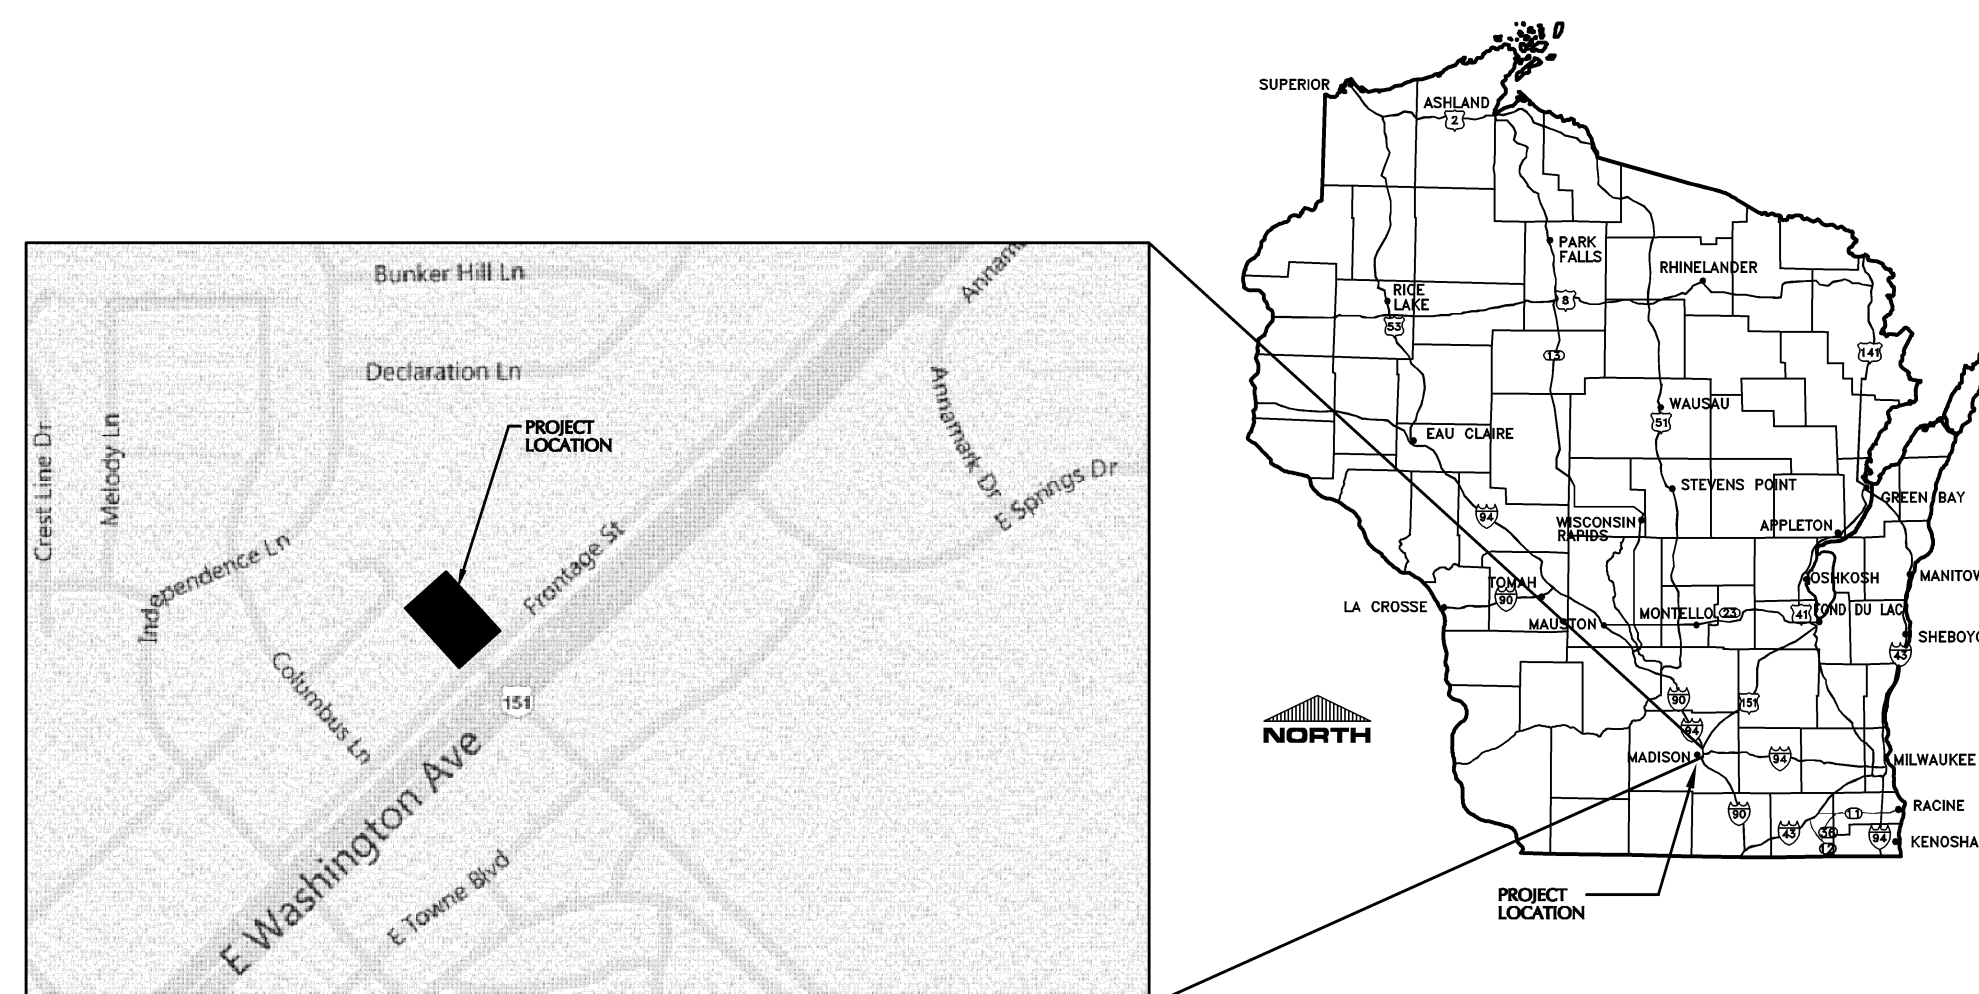 Bunker Hill Ln
Declaration Ln
PROJECT
LOCATION
Crest Line Dr
Melody Ln
Independence Ln
Columbus Ln
Frontage St
151
E Washington Ave
E Towne Blvd
Annamark Dr
E Springs Dr
SUPERIOR
ASHLAND
2
PARK
FALLS
RHINELANDER
RICE
LAKE
8
53
13
141
WAUSAU
51
EAU CLAIRE
STEVENS POINT
GREEN BAY
94
WISCONSIN
RAPIDS
APPLETON
TOMAH
90
OSHKOSH
LA CROSSE
MONTELLO
23
41
FOND DU LAC
MAUSTON
43
90
151
94
NORTH
MADISON
94
MILWAUKEE
RACINE
90
43
36
11
12
94
KENOSHA
PROJECT
LOCATION